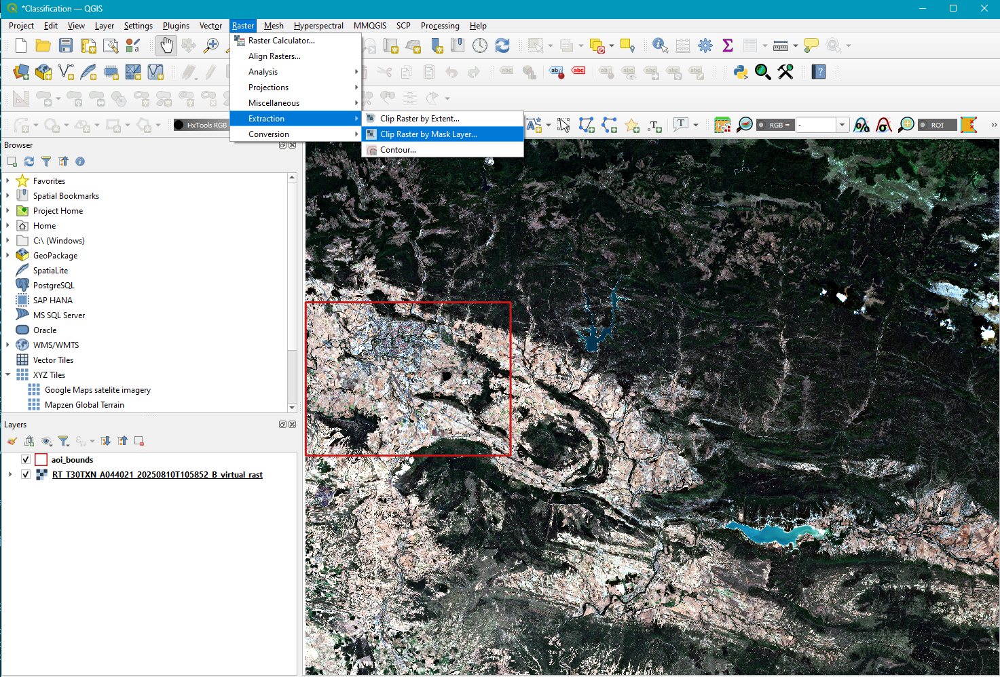 *Classification — QGIS
Project Edit View Layer Settings Plugins Vector Raster Mesh Hyperspectral MMQGIS SCP Processing Help
Raster Calculator...
Align Rasters...
Analysis
Projections
Miscellaneous
Extraction
Conversion
Clip Raster by Extent...
Clip Raster by Mask Layer...
Contour...
abc
ab
abc
HxTools RGB
T
T
RGB =
-
ROI
»
Browser
Favorites
Spatial Bookmarks
Project Home
Home
C:\ (Windows)
GeoPackage
SpatiaLite
PostgreSQL
SAP HANA
MS SQL Server
Oracle
WMS/WMTS
Vector Tiles
XYZ Tiles
Google Maps satelite imagery
Mapzen Global Terrain
Layers
aoi_bounds
RT_T30TXN_A044021_20250810T105852_B_virtual_rast